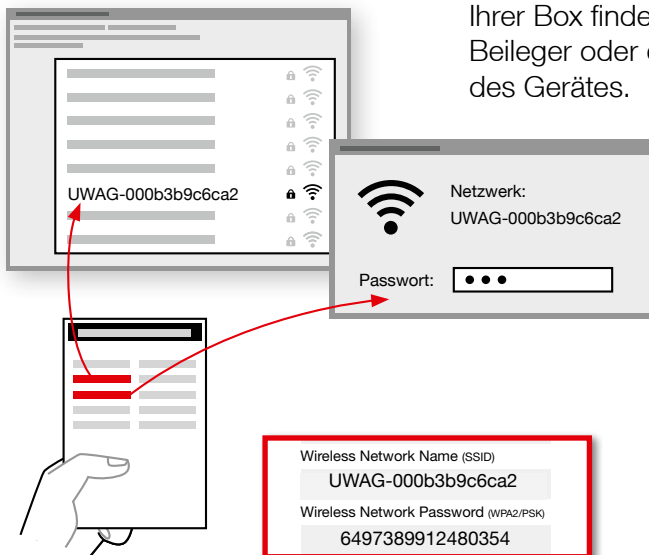 Ihrer Box finde
Beileger oder
des Gerätes.
UWAG-000b3b9c6ca2
Netzwerk:
UWAG-000b3b9c6ca2
Passwort:
Wireless Network Name (SSID)
UWAG-000b3b9c6ca2
Wireless Network Password (WPA2/PSK)
6497389912480354